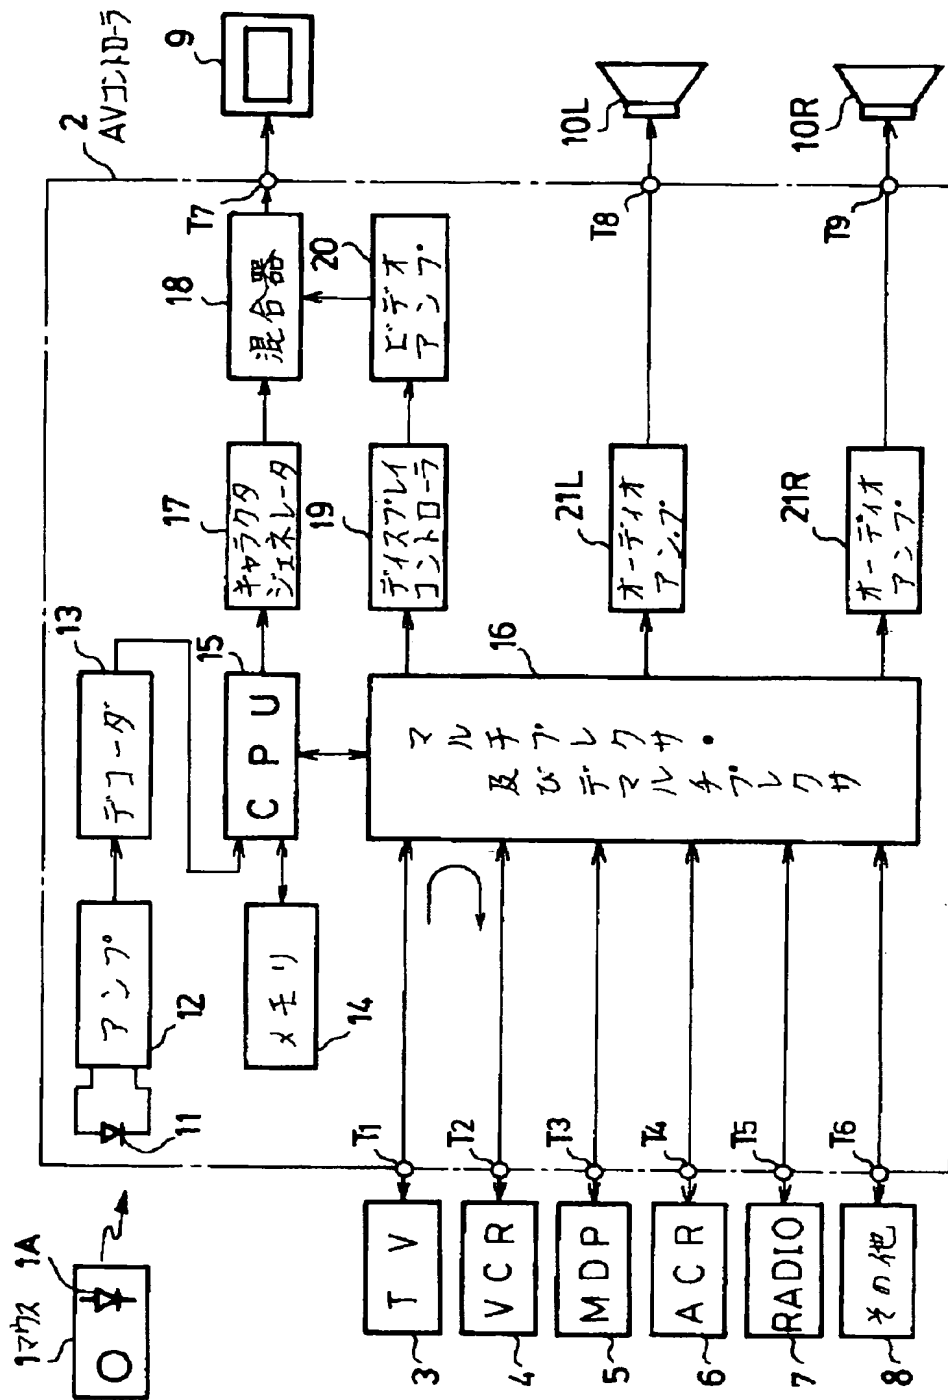 1マウス
1A
2
AVコントローラ
11
アンプ
12
デコーダ
13
メモリ
14
CPU
15
キャラクタ
ジェネレータ
17
混合器
18
T7
9
ディスプレイ
コントローラ
19
ビデオ
アンプ
20
マルチプレクサ・
及びデマルチプレクサ
16
オーディオ
アンプ
21L
T8
10L
オーディオ
アンプ
21R
T9
10R
TV
3
T1
VCR
4
T2
MDP
5
T3
ACR
6
T4
RADIO
7
T5
その他
8
T6